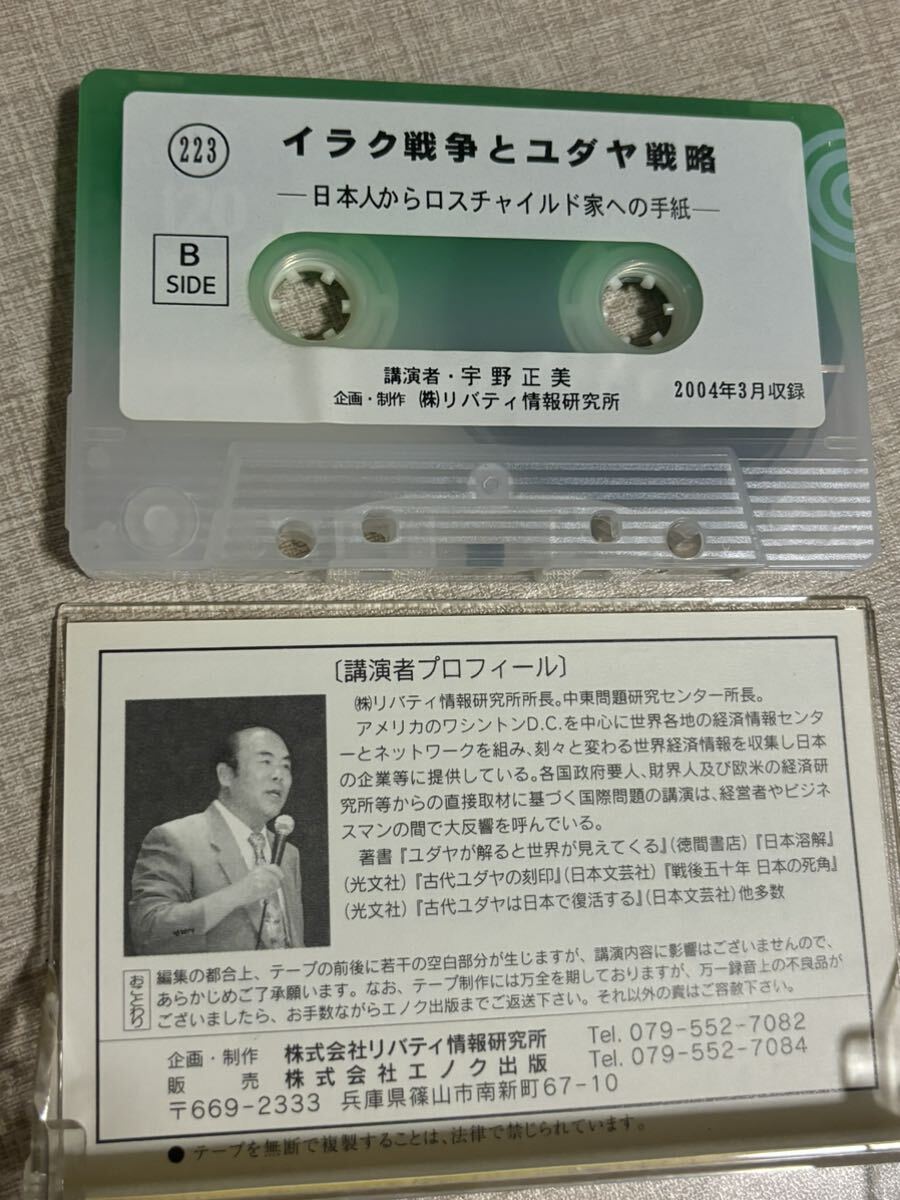 223
イラク戦争とユダヤ戦略
―日本人からロスチャイルド家への手紙―
B
SIDE
講演者・宇野正美
企画・制作 ㈱リバティ情報研究所
2004年3月収録
120
〔講演者プロフィール〕
㈱リバティ情報研究所所長。中東問題研究センター所長。
アメリカのワシントンD.C.を中心に世界各地の経済情報センタ
ーとネットワークを組み、刻々と変わる世界経済情報を収集し日本
の企業等に提供している。各国政府要人、財界人及び欧米の経済研
究所等からの直接取材に基づく国際問題の講演は、経営者やビジネ
スマンの間で大反響を呼んでいる。
著書『ユダヤが解ると世界が見えてくる』(徳間書店)『日本溶解』
(光文社)『古代ユダヤの刻印』(日本文芸社)『戦後五十年 日本の死角』
(光文社)『古代ユダヤは日本で復活する』(日本文芸社)他多数
おことわり
編集の都合上、テープの前後に若干の空白部分が生じますが、講演内容に影響はございませんので、
あらかじめご了承願います。なお、テープ制作には万全を期しておりますが、万一録音上の不良品が
ございましたら、お手数ながらエノク出版までご返送下さい。それ以外の責はご容赦下さい。
企画・制作 株式会社リバティ情報研究所 Tel. 079-552-7082
販売 株式会社エノク出版 Tel. 079-552-7084
〒669-2333 兵庫県篠山市南新町67-10
● テープを無断で複製することは、法律で禁じられています。